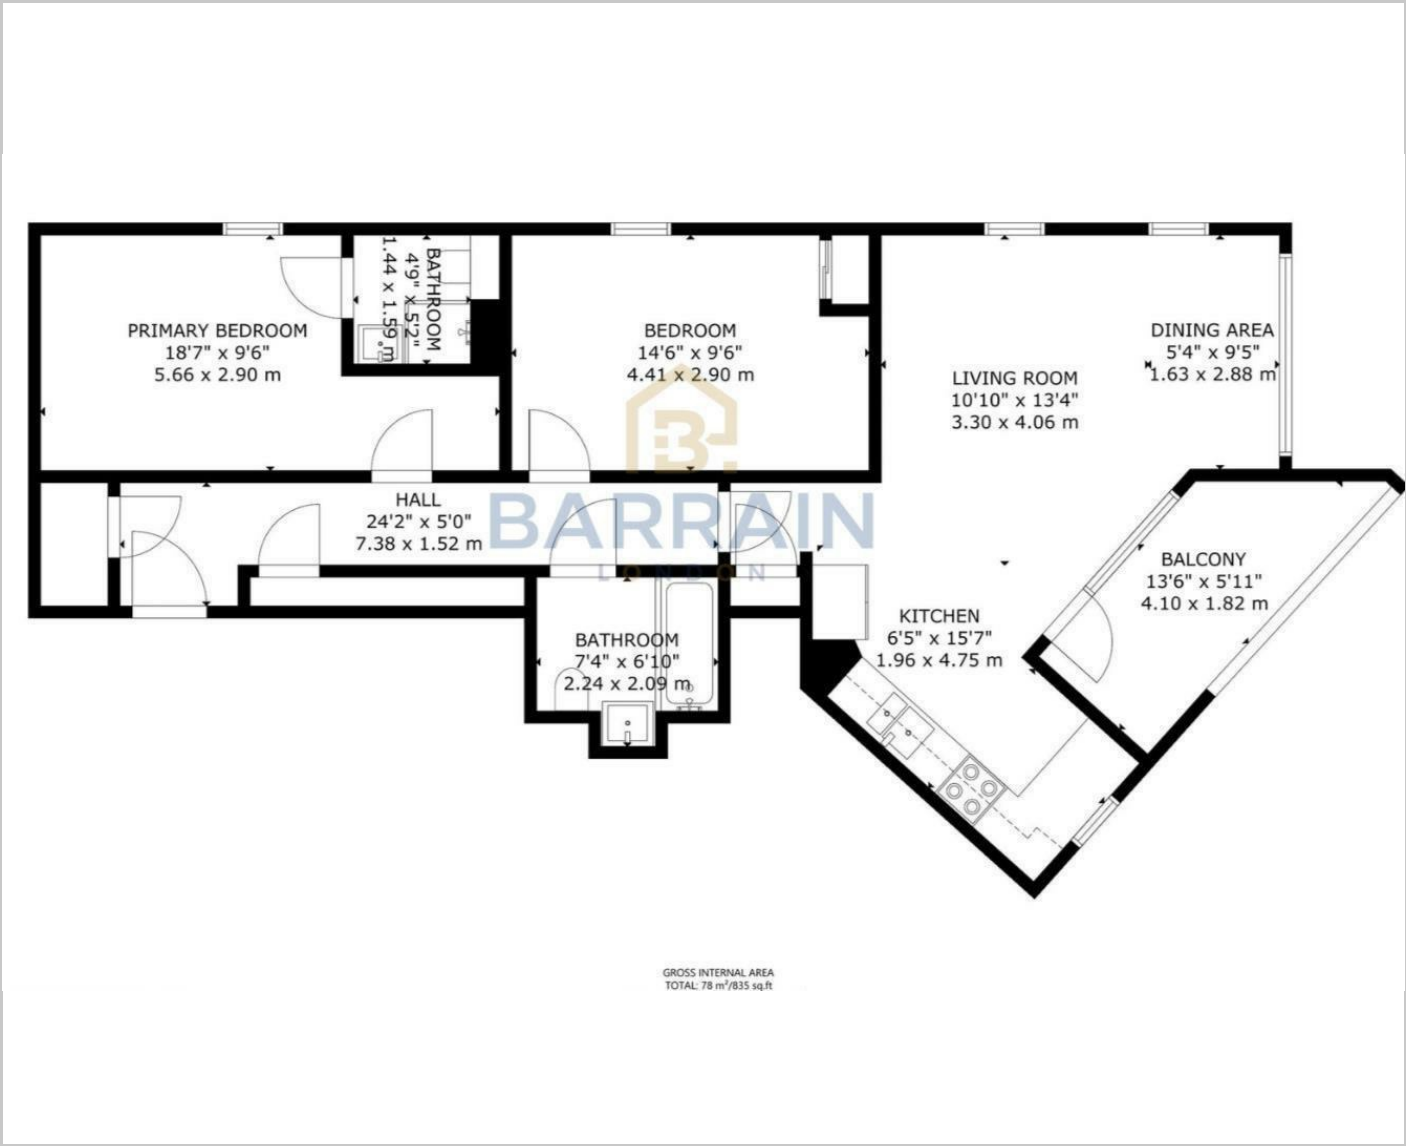 PRIMARY BEDROOM
18'7" x 9'6"
5.66 x 2.90 m
BATHROOM
4'9" x 5'2"
1.44 x 1.59 m
BEDROOM
14'6" x 9'6"
4.41 x 2.90 m
LIVING ROOM
10'10" x 13'4"
3.30 x 4.06 m
DINING AREA
5'4" x 9'5"
1.63 x 2.88 m
HALL
24'2" x 5'0"
7.38 x 1.52 m
B
BARRAIN
LONDON
BALCONY
13'6" x 5'11"
4.10 x 1.82 m
KITCHEN
6'5" x 15'7"
1.96 x 4.75 m
BATHROOM
7'4" x 6'10"
2.24 x 2.09 m
GROSS INTERNAL AREA
TOTAL: 78 m²/835 sq.ft